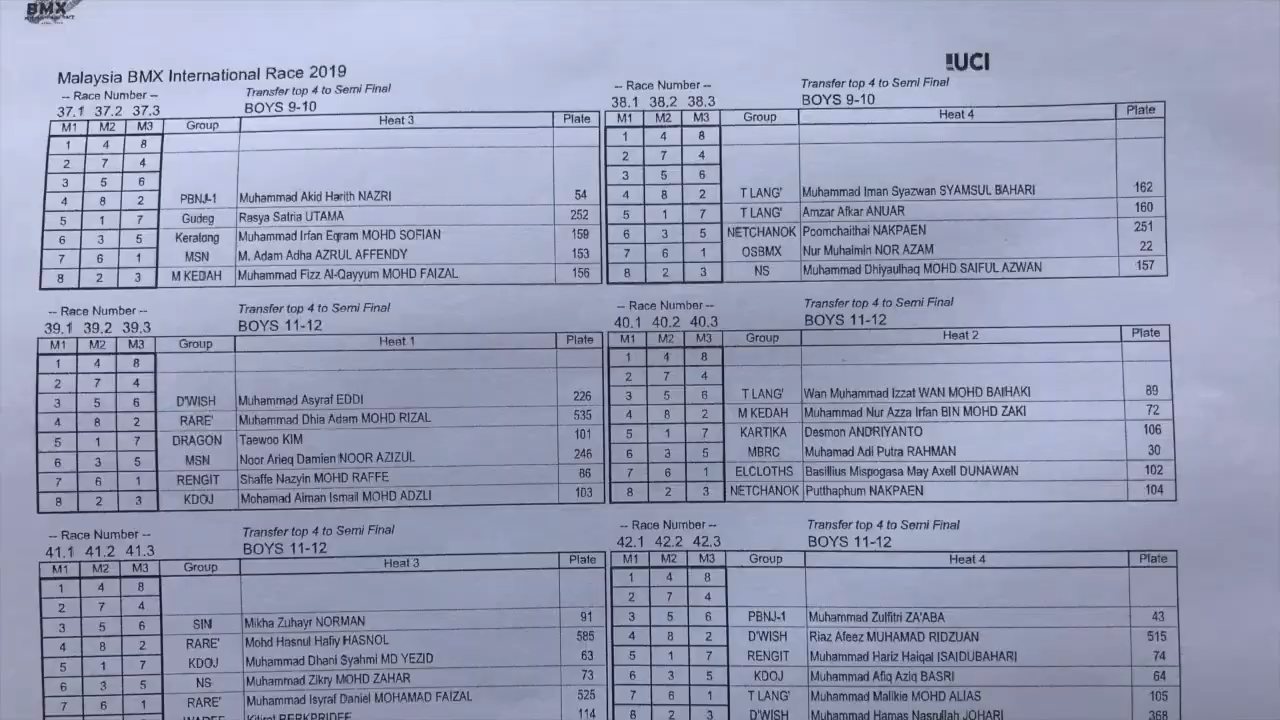 BMX
UCI
Malaysia BMX International Race 2019
-- Race Number -- Transfer top 4 to Semi Final
37.1 37.2 37.3 BOYS 9-10
M1 M2 M3 Group Heat 3 Plate
1 4 8
2 7 4
3 5 6
4 8 2 PBNJ-1 Muhammad Akid Harith NAZRI 54
5 1 7 Gudeg Rasya Satria UTAMA 252
6 3 5 Keralong Muhammad Irfan Eqram MOHD SOFIAN 159
7 6 1 MSN M. Adam Adha AZRUL AFFENDY 153
8 2 3 M KEDAH Muhammad Fizz Al-Qayyum MOHD FAIZAL 156
-- Race Number -- Transfer top 4 to Semi Final
38.1 38.2 38.3 BOYS 9-10
M1 M2 M3 Group Heat 4 Plate
1 4 8
2 7 4
3 5 6
4 8 2 T LANG' Muhammad Iman Syazwan SYAMSUL BAHARI 162
5 1 7 T LANG' Amzar Afkar ANUAR 160
6 3 5 NETCHANOK Poomchaithai NAKPAEN 251
7 6 1 OSBMX Nur Muhaimin NOR AZAM 22
8 2 3 NS Muhammad Dhiyaulhaq MOHD SAIFUL AZWAN 157
-- Race Number -- Transfer top 4 to Semi Final
39.1 39.2 39.3 BOYS 11-12
M1 M2 M3 Group Heat 1 Plate
1 4 8
2 7 4
3 5 6 D'WISH Muhammad Asyraf EDDI 226
4 8 2 RARE' Muhammad Dhia Adam MOHD RIZAL 535
5 1 7 DRAGON Taewoo KIM 101
6 3 5 MSN Noor Arieq Damien NOOR AZIZUL 246
7 6 1 RENGIT Shaffe Nazyin MOHD RAFFE 86
8 2 3 KDOJ Mohamad Aiman Ismail MOHD ADZLI 103
-- Race Number -- Transfer top 4 to Semi Final
40.1 40.2 40.3 BOYS 11-12
M1 M2 M3 Group Heat 2 Plate
1 4 8
2 7 4
3 5 6 T LANG' Wan Muhammad Izzat WAN MOHD BAIHAKI 89
4 8 2 M KEDAH Muhammad Nur Azza Irfan BIN MOHD ZAKI 72
5 1 7 KARTIKA Desmon ANDRIYANTO 106
6 3 5 MBRC Muhamad Adi Putra RAHMAN 30
7 6 1 ELCLOTHS Basillius Mispogasa May Axell DUNAWAN 102
8 2 3 NETCHANOK Putthaphum NAKPAEN 104
-- Race Number -- Transfer top 4 to Semi Final
41.1 41.2 41.3 BOYS 11-12
M1 M2 M3 Group Heat 3 Plate
1 4 8
2 7 4
3 5 6 SIN Mikha Zuhayr NORMAN 91
4 8 2 RARE' Mohd Hasnul Hafiy HASNOL 585
5 1 7 KDOJ Muhammad Dhani Syahmi MD YEZID 63
6 3 5 NS Muhammad Zikry MOHD ZAHAR 73
7 6 1 RARE' Muhammad Isyraf Daniel MOHAMAD FAIZAL 525
114
-- Race Number -- Transfer top 4 to Semi Final
42.1 42.2 42.3 BOYS 11-12
M1 M2 M3 Group Heat 4 Plate
1 4 8
2 7 4
3 5 6 PBNJ-1 Muhammad Zulfitri ZA'ABA 43
4 8 2 D'WISH Riaz Afeez MUHAMAD RIDZUAN 515
5 1 7 RENGIT Muhammad Hariz Haiqal ISAIDUBAHARI 74
6 3 5 KDOJ Muhammad Afiq Aziq BASRI 64
7 6 1 T LANG' Muhammad Malikie MOHD ALIAS 105
8 2 3 D'WISH Muhammad Hamas Nasrullah JOHARI 368